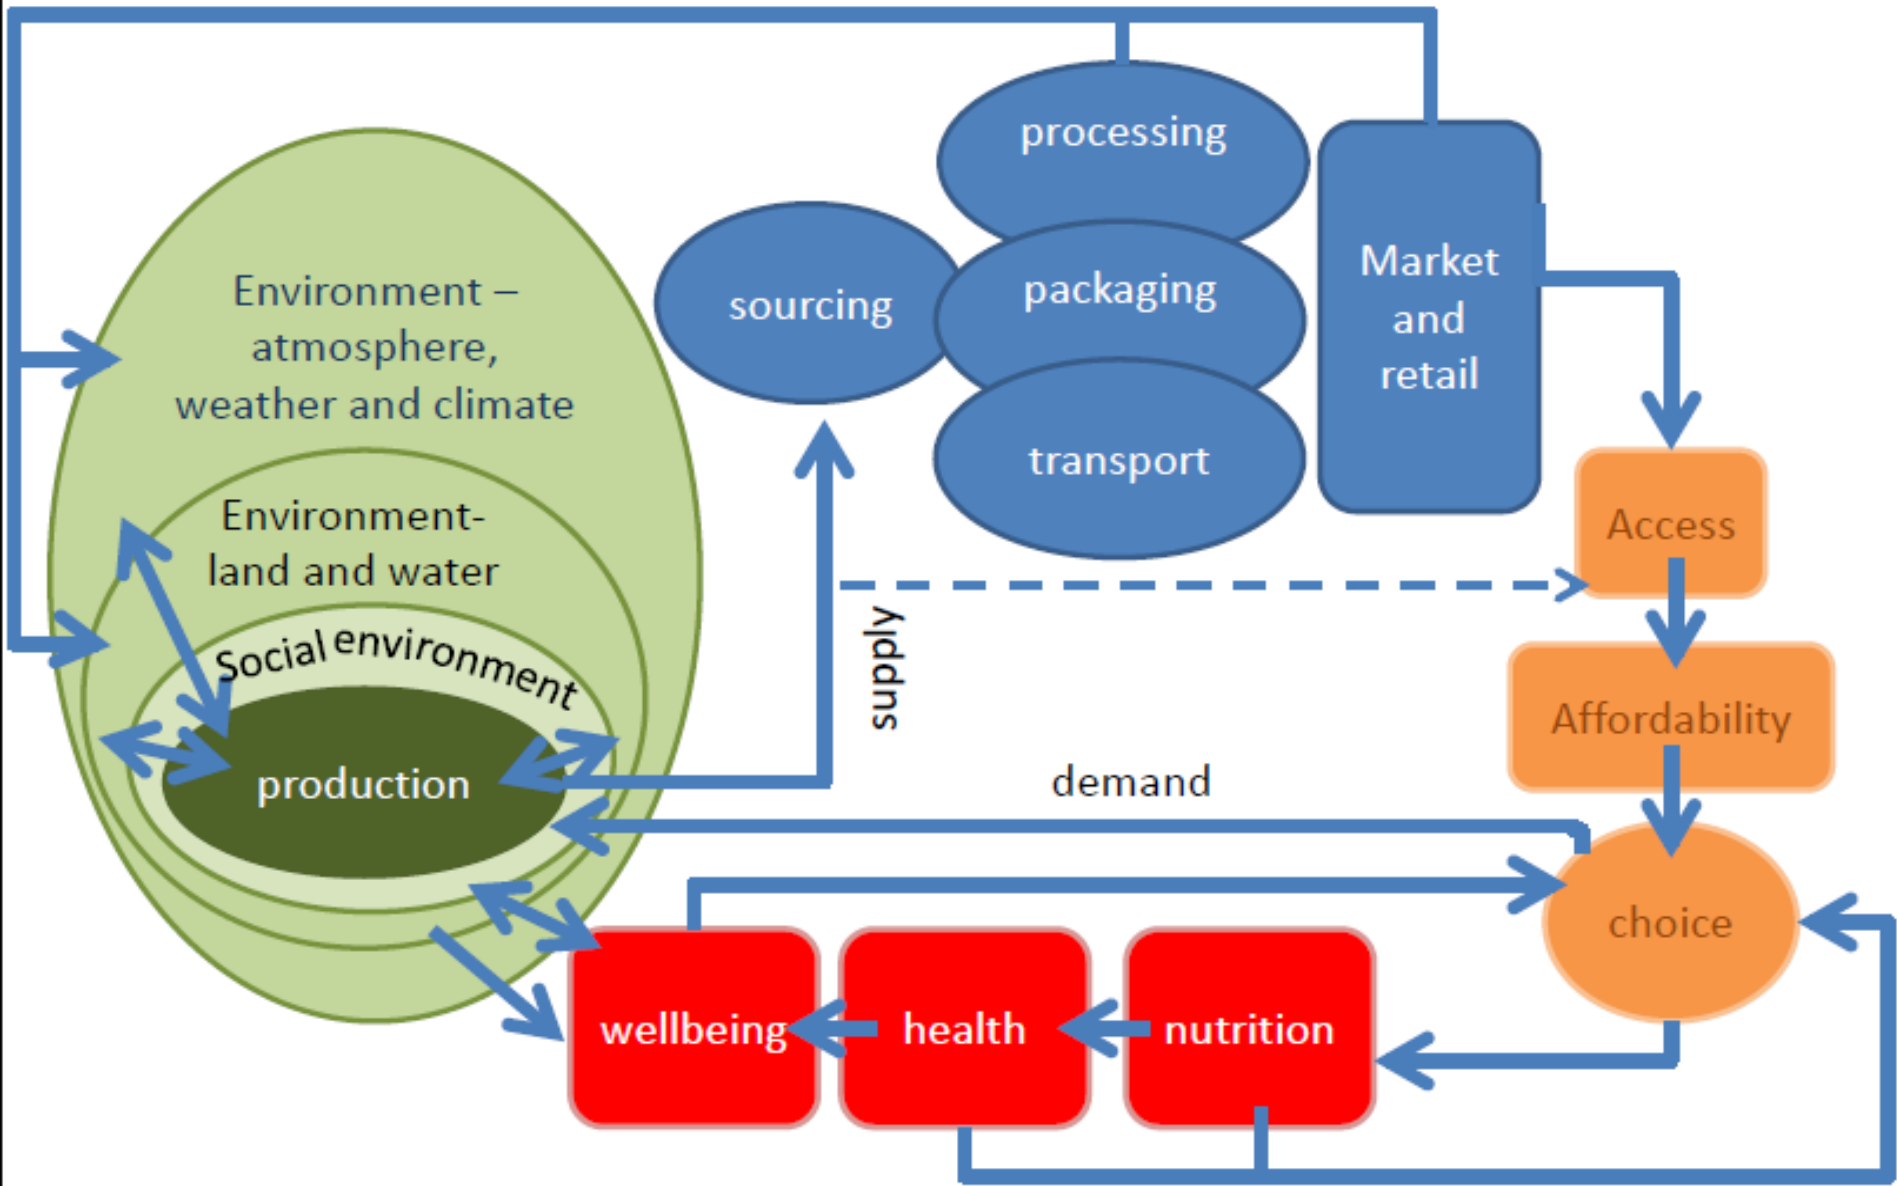 processing
Environment –
atmosphere,
weather and climate
sourcing
packaging
Market
and
retail
transport
Environment-
land and water
Access
Social environment
supply
Affordability
production
demand
choice
wellbeing
health
nutrition